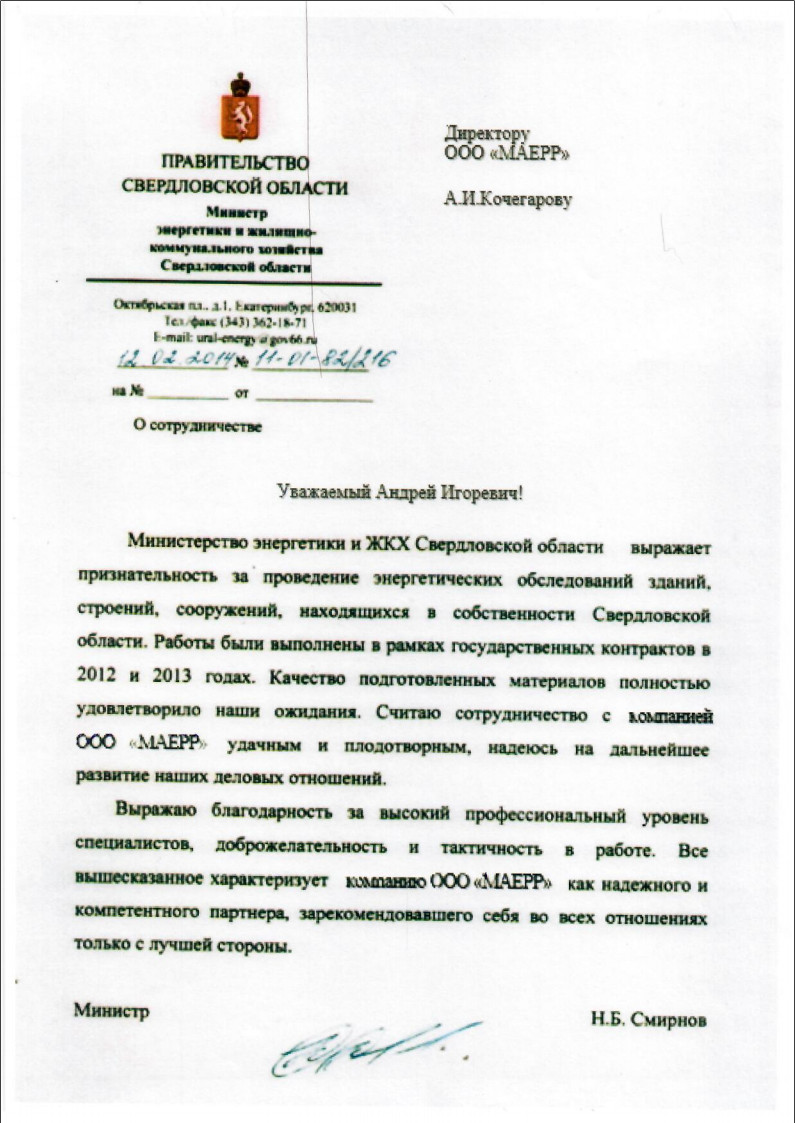 ПРАВИТЕЛЬСТВО
СВЕРДЛОВСКОЙ ОБЛАСТИ
Министр
энергетики и жилищно-
коммунального хозяйства
Свердловской области
Октябрьская пл., д.1, Екатеринбург, 620031
Тел./факс (343) 362-18-71
E-mail: ural-energy@gov66.ru
12.02.2014 № 11-01-82/216
на № ____________ от ________________
О сотрудничестве
Директору
ООО «МАЕРР»
А.И.Кочегарову
Уважаемый Андрей Игоревич!
Министерство энергетики и ЖКХ Свердловской области выражает
признательность за проведение энергетических обследований зданий,
строений, сооружений, находящихся в собственности Свердловской
области. Работы были выполнены в рамках государственных контрактов в
2012 и 2013 годах. Качество подготовленных материалов полностью
удовлетворило наши ожидания. Считаю сотрудничество с компанией
ООО «МАЕРР» удачным и плодотворным, надеюсь на дальнейшее
развитие наших деловых отношений.
Выражаю благодарность за высокий профессиональный уровень
специалистов, доброжелательность и тактичность в работе. Все
вышесказанное характеризует компанию ООО «МАЕРР» как надежного и
компетентного партнера, зарекомендовавшего себя во всех отношениях
только с лучшей стороны.
Министр
Н.Б. Смирнов